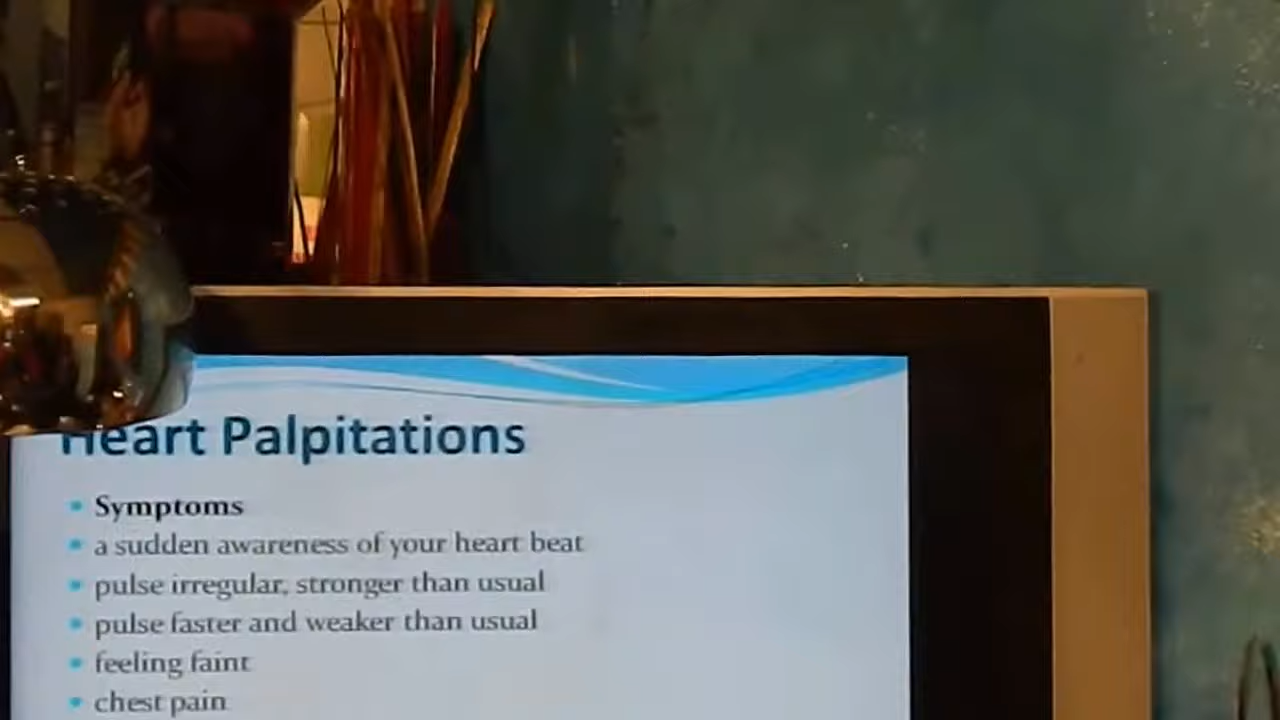 Heart Palpitations
Symptoms
a sudden awareness of your heart beat
pulse irregular, stronger than usual
pulse faster and weaker than usual
feeling faint
chest pain